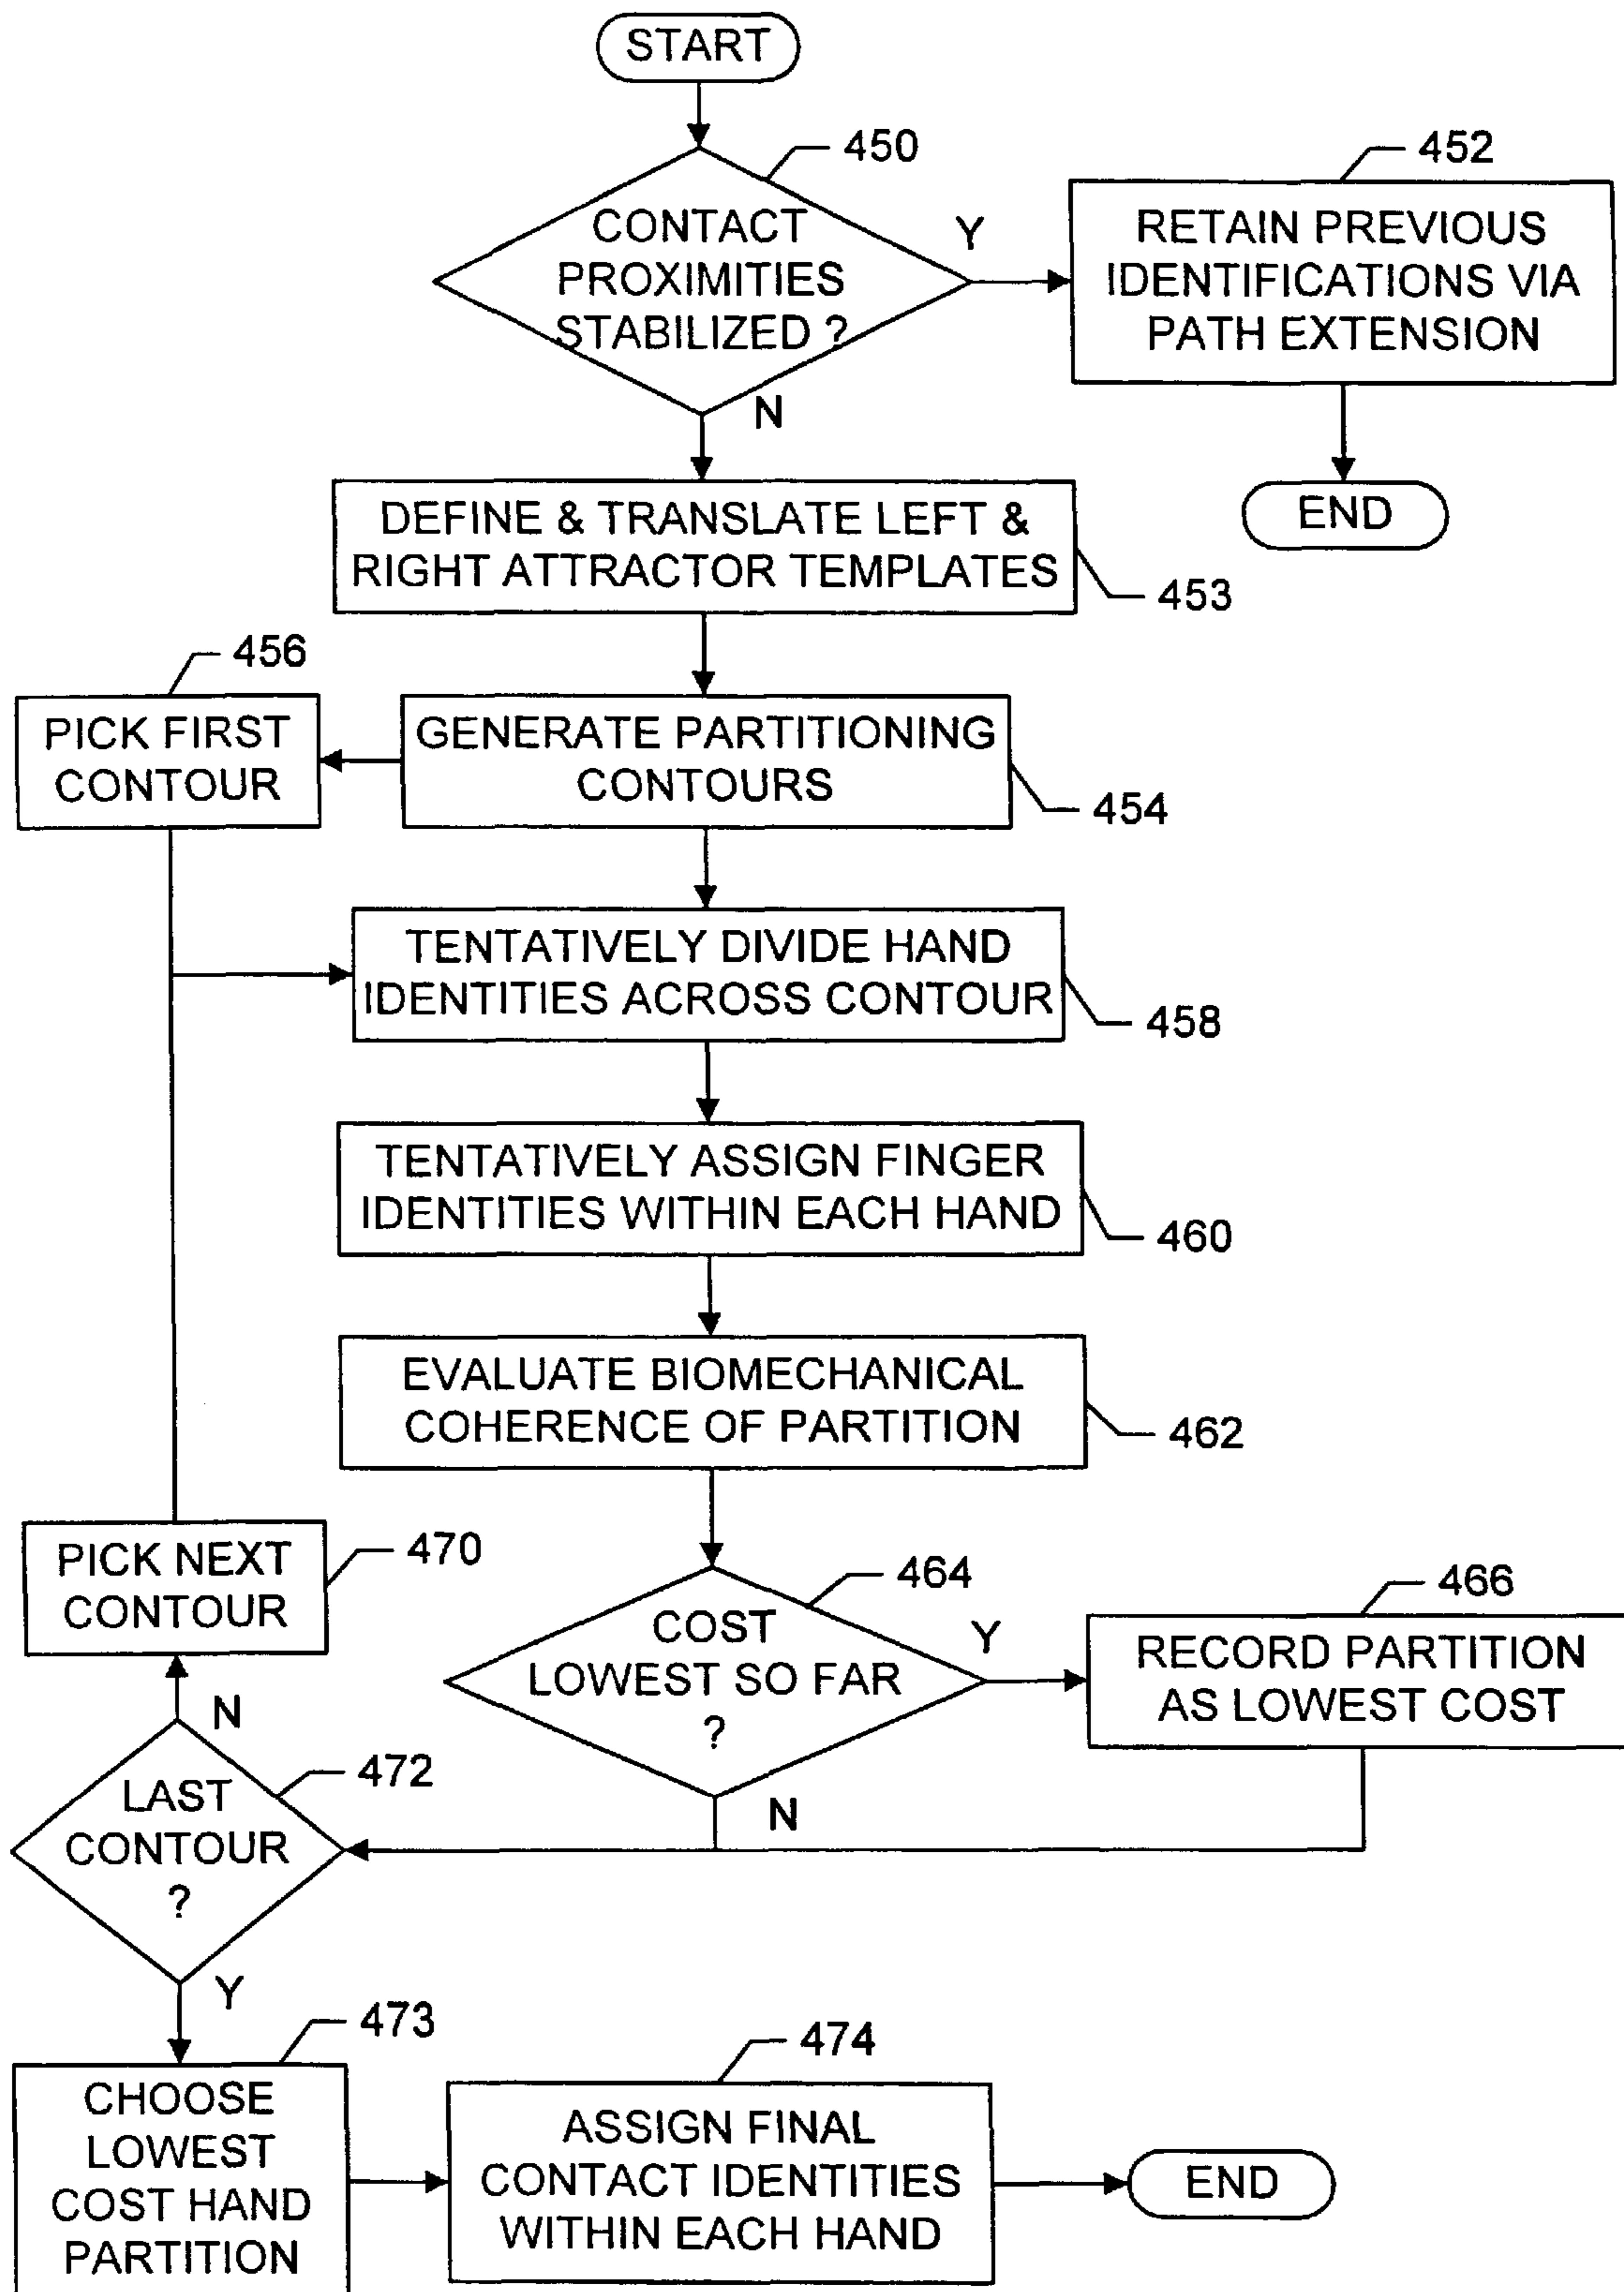 START
450
CONTACT
PROXIMITIES
STABILIZED ?
Y
N
452
RETAIN PREVIOUS
IDENTIFICATIONS VIA
PATH EXTENSION
END
DEFINE & TRANSLATE LEFT &
RIGHT ATTRACTOR TEMPLATES
453
456
PICK FIRST
CONTOUR
GENERATE PARTITIONING
CONTOURS
454
TENTATIVELY DIVIDE HAND
IDENTITIES ACROSS CONTOUR
458
TENTATIVELY ASSIGN FINGER
IDENTITIES WITHIN EACH HAND
460
EVALUATE BIOMECHANICAL
COHERENCE OF PARTITION
462
PICK NEXT
CONTOUR
470
464
COST
LOWEST SO FAR
?
Y
N
466
RECORD PARTITION
AS LOWEST COST
N
472
LAST
CONTOUR
?
Y
473
CHOOSE
LOWEST
COST HAND
PARTITION
474
ASSIGN FINAL
CONTACT IDENTITIES
WITHIN EACH HAND
END